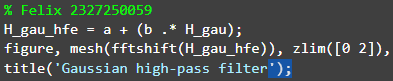 % Felix 2327250059
H_gau_hfe = a + (b .* H_gau);
figure, mesh(fftshift(H_gau_hfe)), zlim([0 2]),
title('Gaussian high-pass filter');